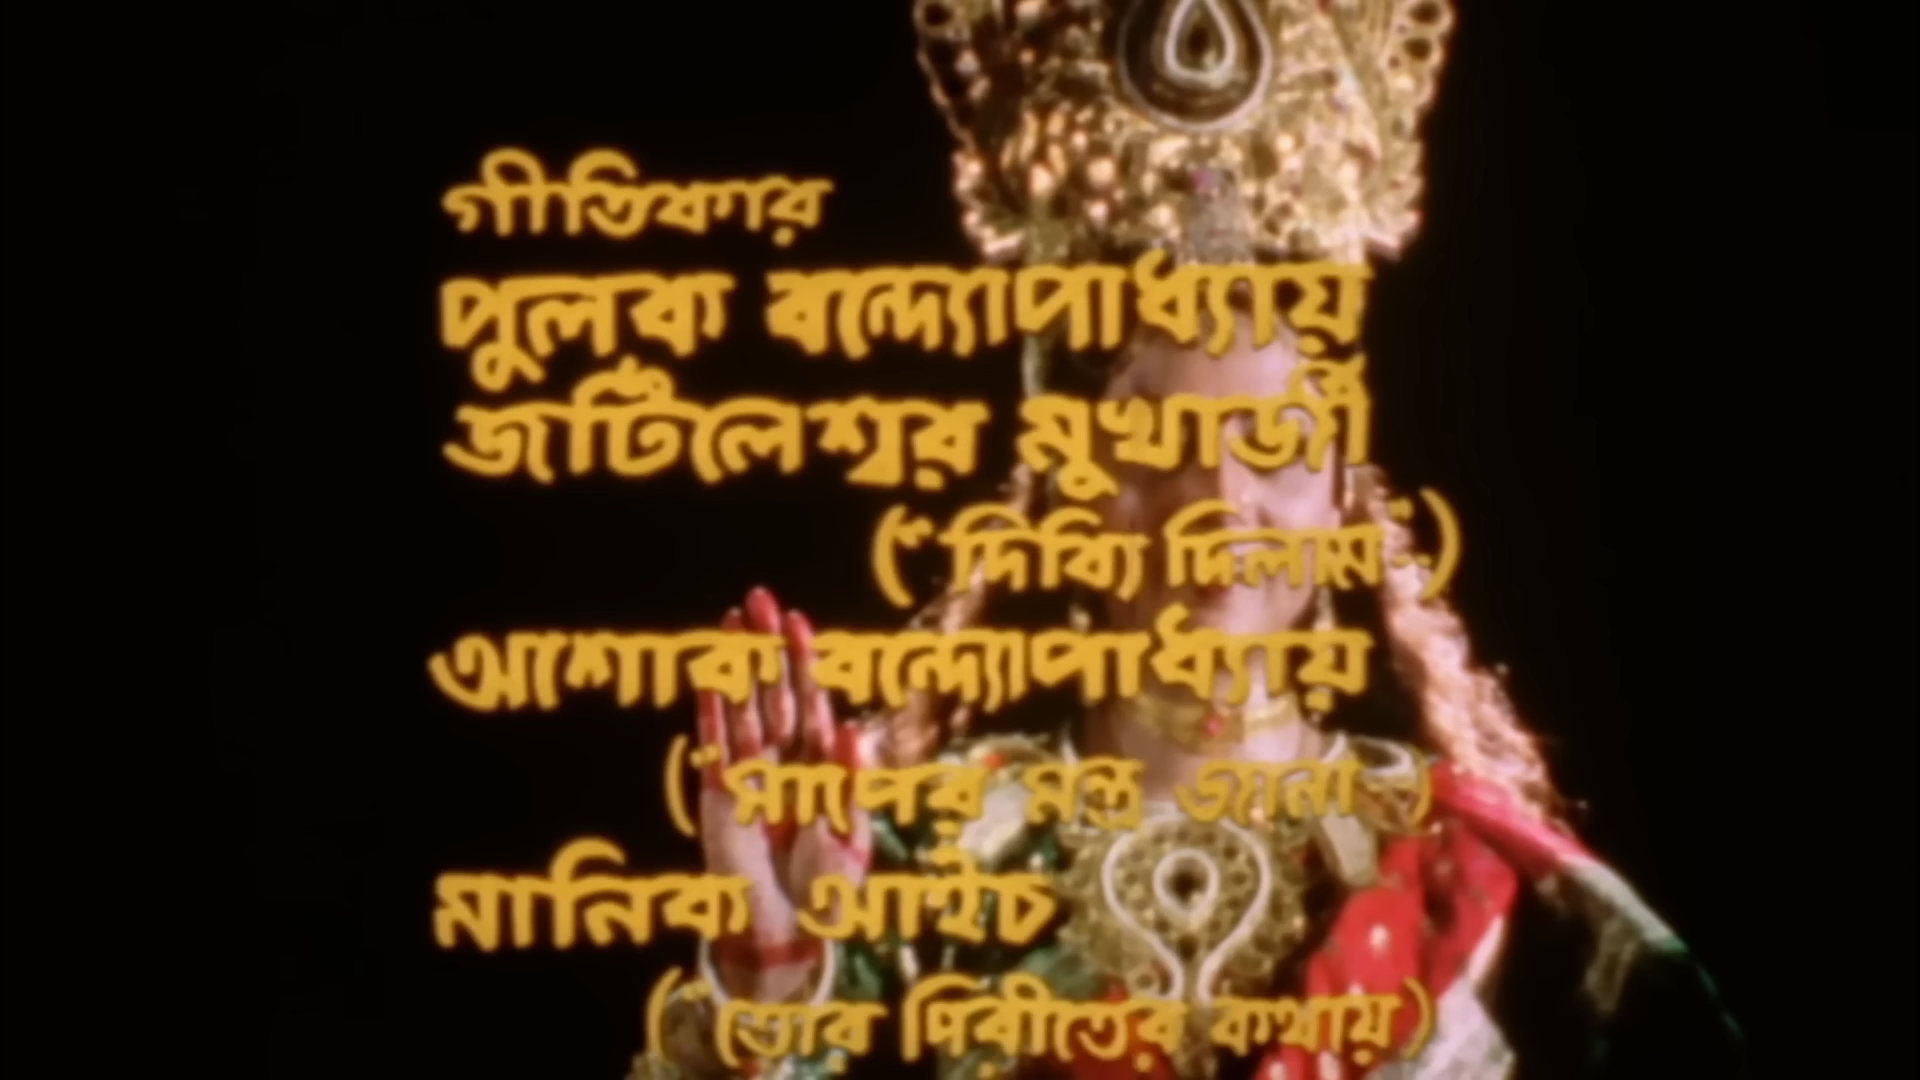 গীতিকার
পুলক বন্দ্যোপাধ্যায়
জটিলেশ্বর মুখার্জী
("দিব্যি দিলাম")
অশোক বন্দ্যোপাধ্যায়
("সাপের মন্ত্র জানা")
মানিক আইচ
("তোর পিরীতের কথায়)